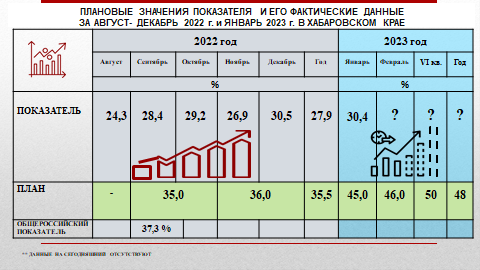 ПЛАНОВЫЕ ЗНАЧЕНИЯ ПОКАЗАТЕЛЯ И ЕГО ФАКТИЧЕСКИЕ ДАННЫЕ
ЗА АВГУСТ- ДЕКАБРЬ 2022 г. и ЯНВАРЬ 2023 г. В ХАБАРОВСКОМ КРАЕ
2022 год 2023 год
Август Сентябрь Октябрь Ноябрь Декабрь Год Январь Февраль VI кв. Год
% %
ПОКАЗАТЕЛЬ 24,3 28,4 29,2 26,9 30,5 27,9 30,4 ? ? ?
ПЛАН - 35,0 36,0 35,5 45,0 46,0 50 48
ОБЩЕРОССИЙСКИЙ
ПОКАЗАТЕЛЬ 37,3 %
** ДАННЫЕ НА СЕГОДНЯШНИЙ ОТСУТСТВУЮТ